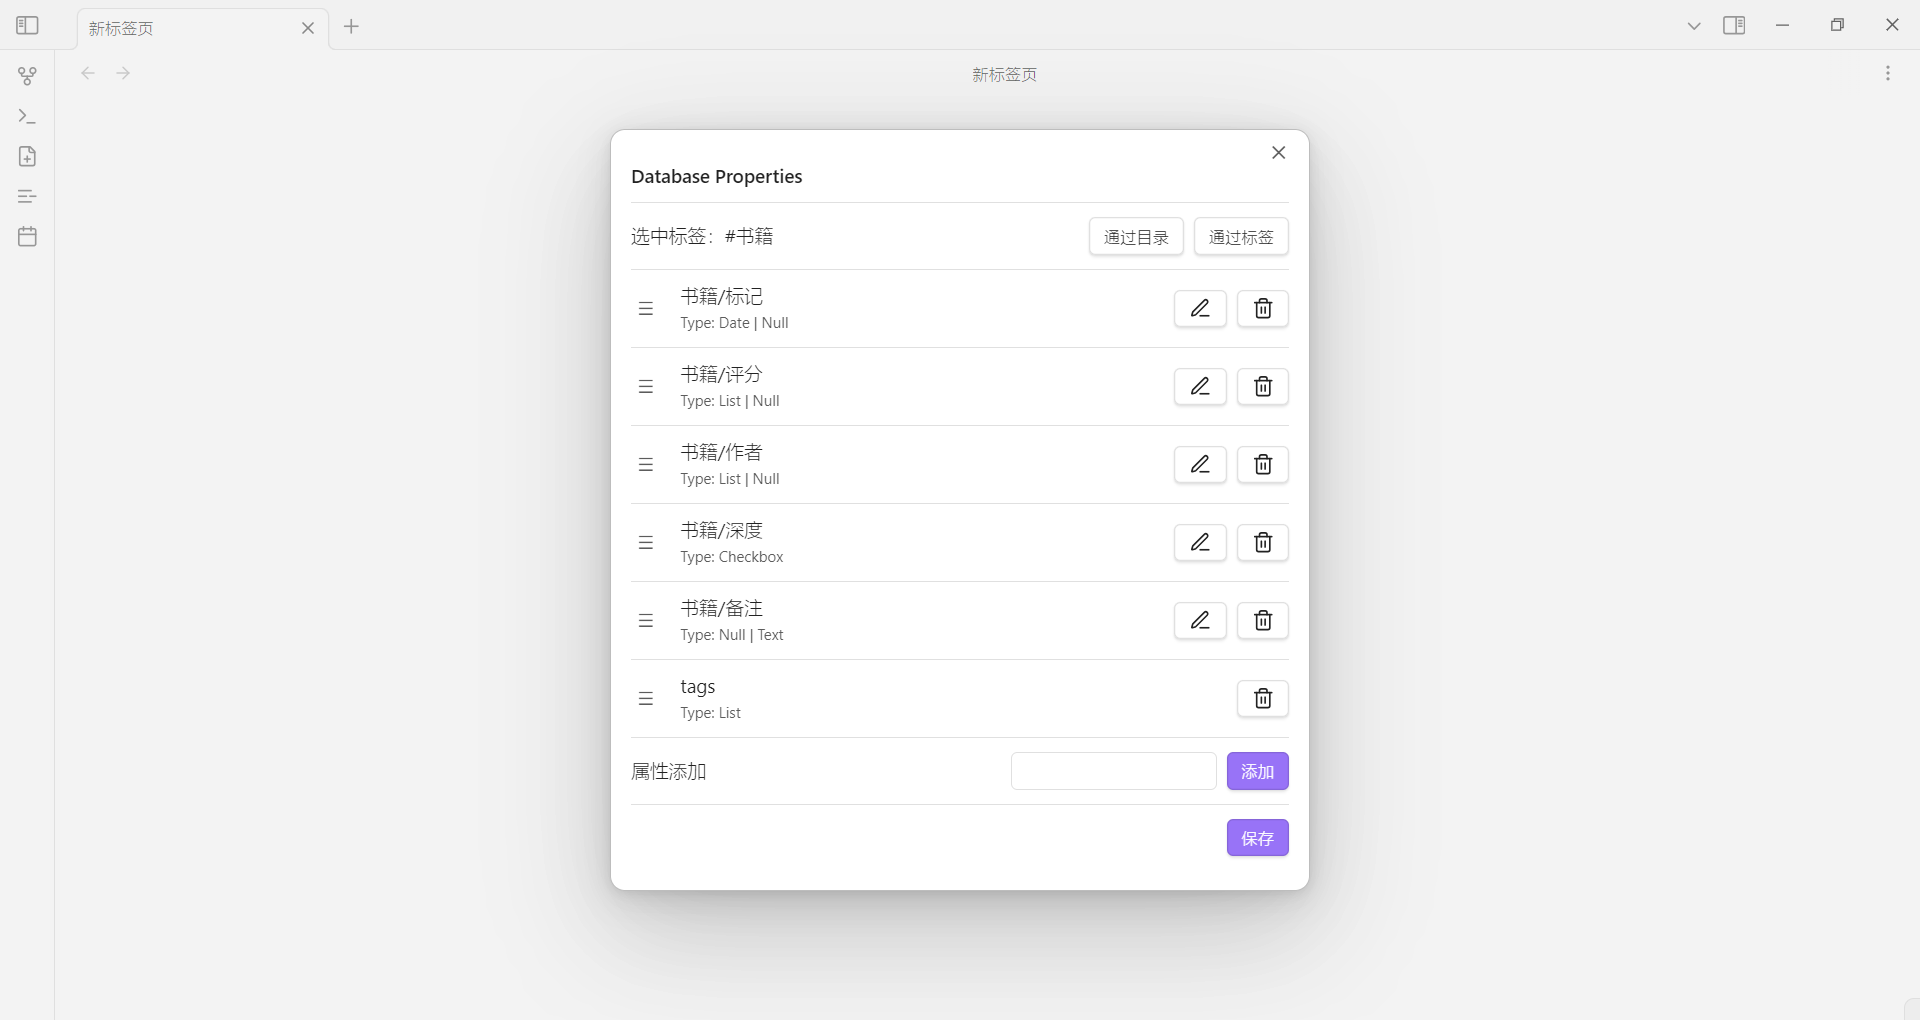 新标签页
新标签页
Database Properties
选中标签：#书籍
通过目录
通过标签
书籍/标记
Type: Date | Null
书籍/评分
Type: List | Null
书籍/作者
Type: List | Null
书籍/深度
Type: Checkbox
书籍/备注
Type: Null | Text
tags
Type: List
属性添加
添加
保存